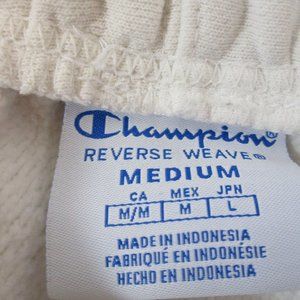 Champion
REVERSE WEAVE®
MEDIUM
CA MEX JPN
M/M M L
MADE IN INDONESIA
FABRIQUÉ EN INDONÉSIE
HECHO EN INDONESIA